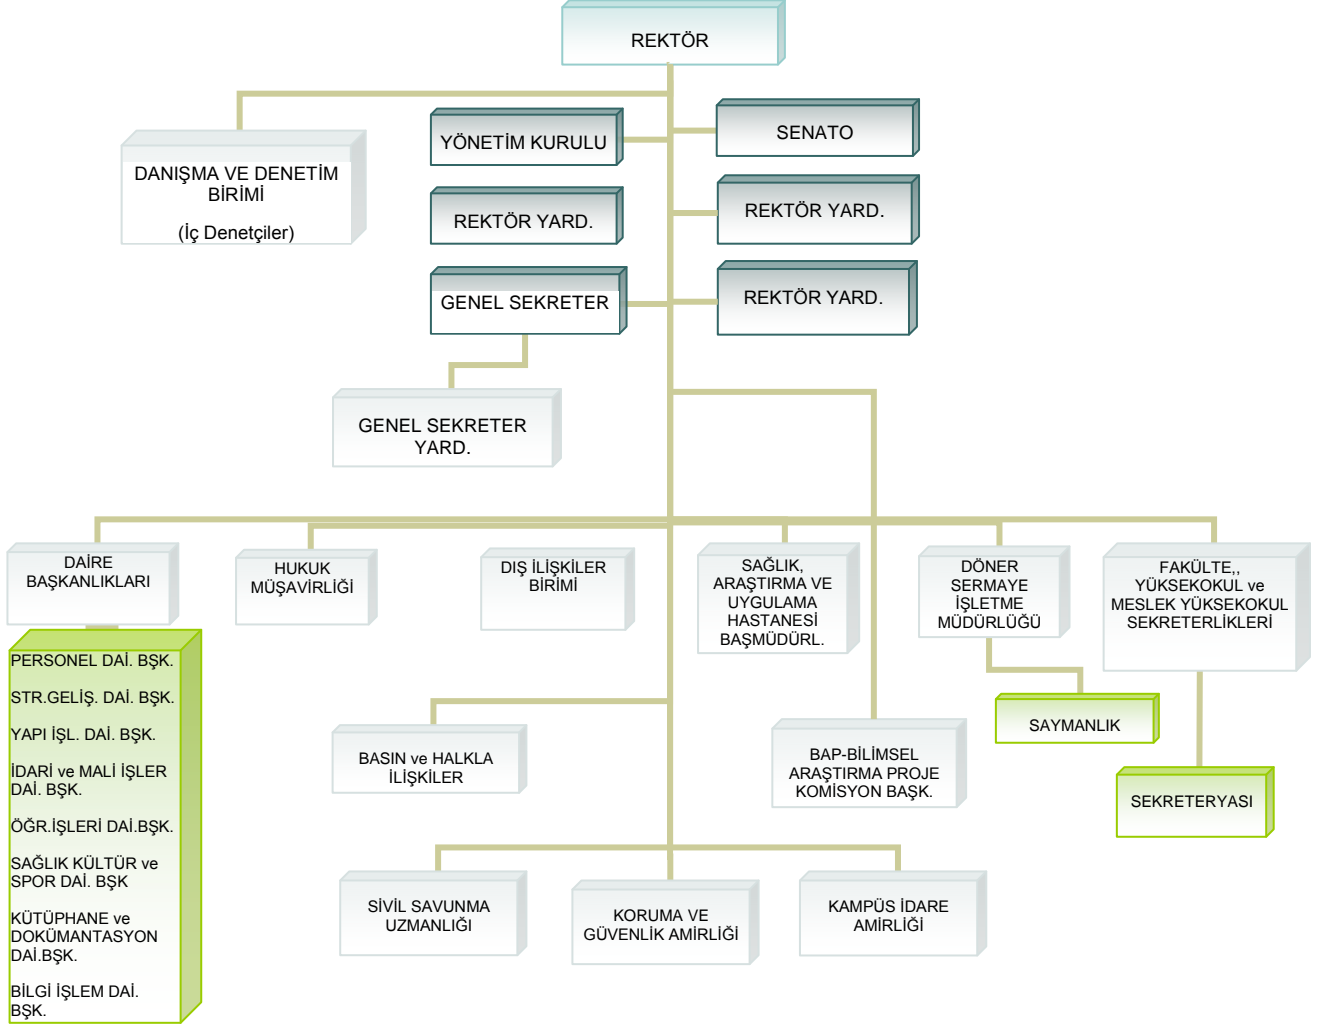 REKTÖR
DANIŞMA VE DENETİM
BİRİMİ
(İç Denetçiler)
YÖNETİM KURULU
SENATO
REKTÖR YARD.
REKTÖR YARD.
GENEL SEKRETER
REKTÖR YARD.
GENEL SEKRETER
YARD.
DAİRE
BAŞKANLIKLARI
HUKUK
MÜŞAVİRLİĞİ
DIŞ İLİŞKİLER
BİRİMİ
SAĞLIK,
ARAŞTIRMA VE
UYGULAMA
HASTANESİ
BAŞMÜDÜRL.
DÖNER
SERMAYE
İŞLETME
MÜDÜRLÜĞÜ
FAKÜLTE,,
YÜKSEKOKUL ve
MESLEK YÜKSEKOKUL
SEKRETERLİKLERİ
PERSONEL DAİ. BŞK.
STR.GELİŞ. DAİ. BŞK.
YAPI İŞL. DAİ. BŞK.
İDARİ ve MALİ İŞLER
DAİ. BŞK.
ÖĞR.İŞLERİ DAİ.BŞK.
SAĞLIK KÜLTÜR ve
SPOR DAİ. BŞK
KÜTÜPHANE ve
DOKÜMANTASYON
DAİ.BŞK.
BİLGİ İŞLEM DAİ.
BŞK.
BASIN ve HALKLA
İLİŞKİLER
BAP-BİLİMSEL
ARAŞTIRMA PROJE
KOMİSYON BAŞK.
SAYMANLIK
SEKRETERYASI
SİVİL SAVUNMA
UZMANLIĞI
KORUMA VE
GÜVENLİK AMİRLİĞİ
KAMPÜS İDARE
AMİRLİĞİ